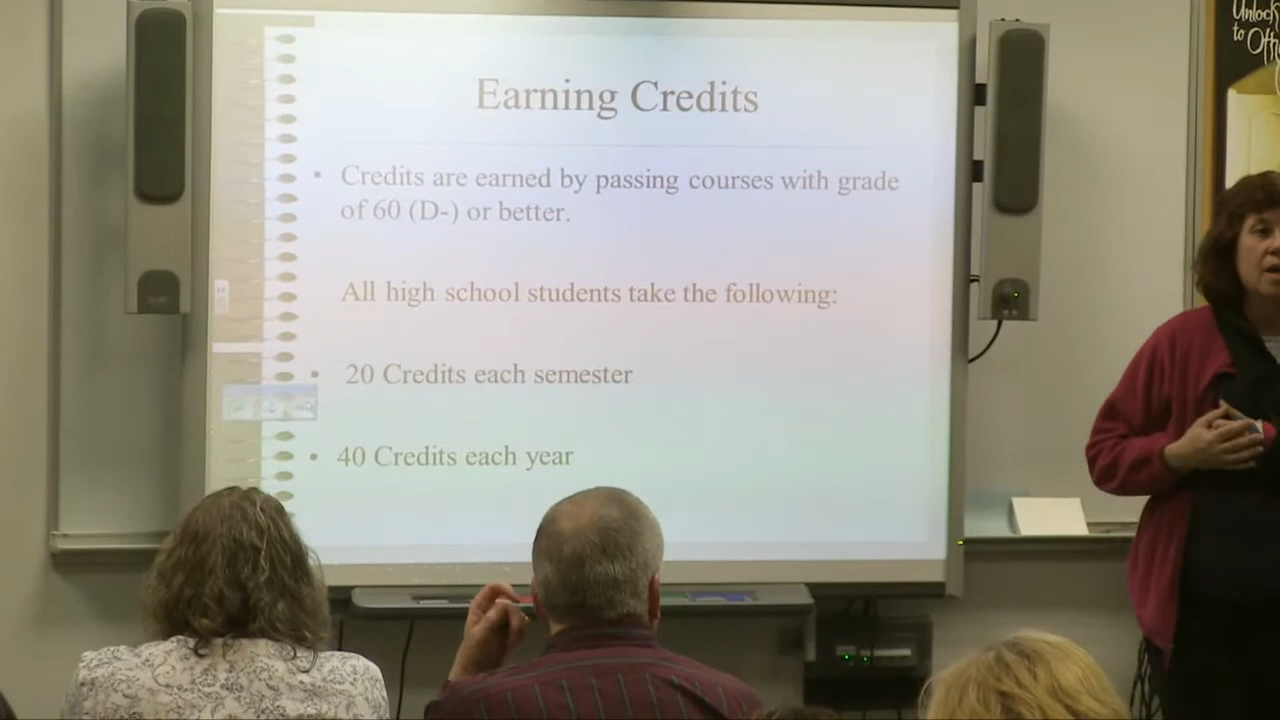 Earning Credits
• Credits are earned by passing courses with grade
of 60 (D-) or better.
All high school students take the following:
• 20 Credits each semester
• 40 Credits each year
Unlock
to